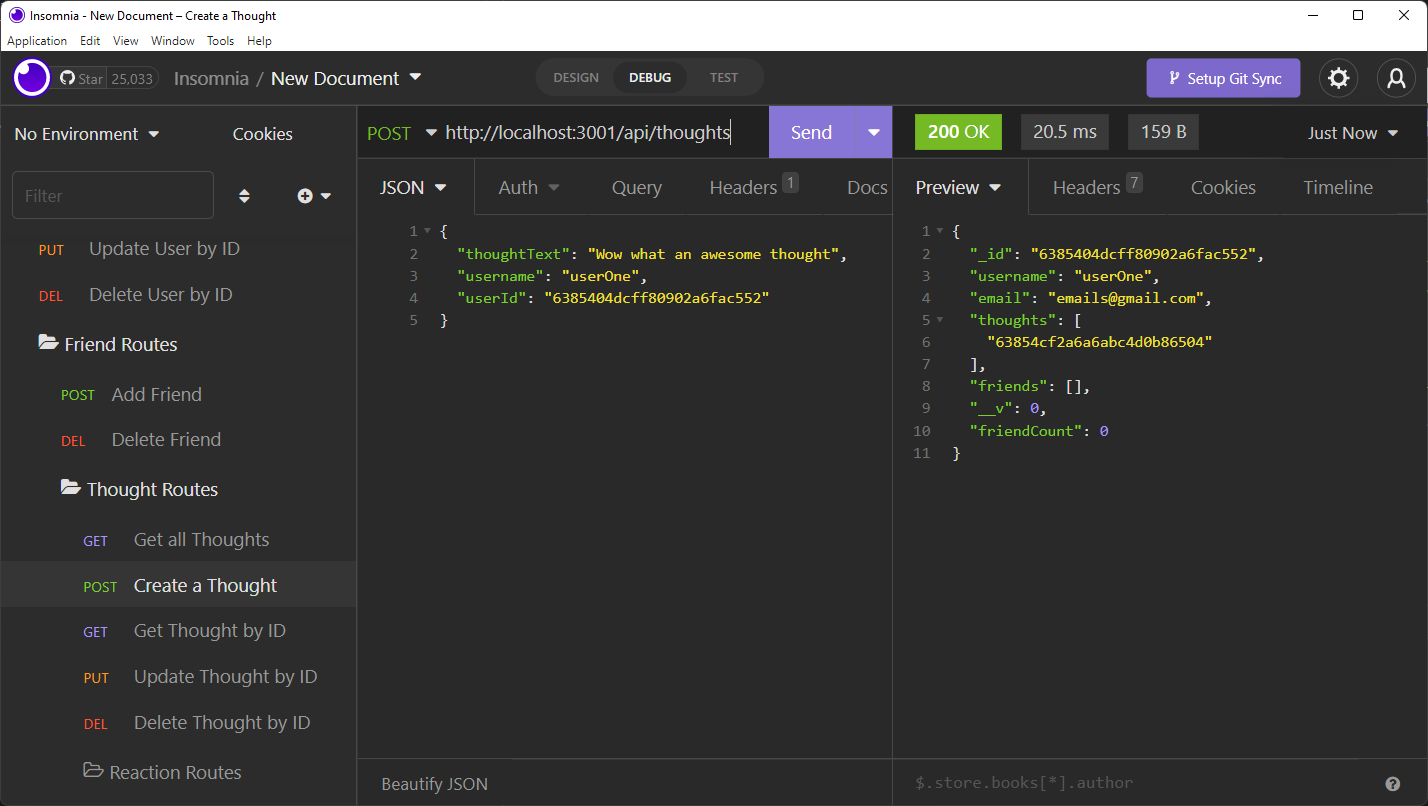 Insomnia - New Document – Create a Thought
Application Edit View Window Tools Help
Star 25,033 Insomnia / New Document DESIGN DEBUG TEST Setup Git Sync
No Environment Cookies
Filter
PUT Update User by ID
DEL Delete User by ID
Friend Routes
POST Add Friend
DEL Delete Friend
Thought Routes
GET Get all Thoughts
POST Create a Thought
GET Get Thought by ID
PUT Update Thought by ID
DEL Delete Thought by ID
Reaction Routes
POST http://localhost:3001/api/thoughts Send
JSON Auth Query Headers 1 Docs
1 {
2 "thoughtText": "Wow what an awesome thought",
3 "username": "userOne",
4 "userId": "6385404dcff80902a6fac552"
5 }
Beautify JSON
200 OK 20.5 ms 159 B Just Now
Preview Headers 7 Cookies Timeline
1 {
2 "_id": "6385404dcff80902a6fac552",
3 "username": "userOne",
4 "email": "emails@gmail.com",
5 "thoughts": [
6 "63854cf2a6a6abc4d0b86504"
7 ],
8 "friends": [],
9 "__v": 0,
10 "friendCount": 0
11 }
$.store.books[*].author